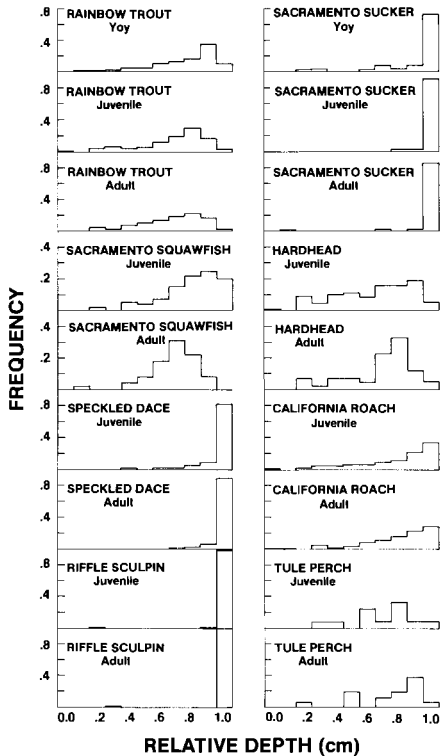 RAINBOW TROUT
Yoy
.8
.4
RAINBOW TROUT
Juvenile
.8
.4
RAINBOW TROUT
Adult
.8
.4
SACRAMENTO SQUAWFISH
Juvenile
.4
.2
SACRAMENTO SQUAWFISH
Adult
.4
.2
SPECKLED DACE
Juvenile
.8
.4
SPECKLED DACE
Adult
.8
.4
RIFFLE SCULPIN
Juvenile
.8
.4
RIFFLE SCULPIN
Adult
.8
.4
0.0 .2 .4 .6 .8 1.0
SACRAMENTO SUCKER
Yoy
SACRAMENTO SUCKER
Juvenile
SACRAMENTO SUCKER
Adult
HARDHEAD
Juvenile
HARDHEAD
Adult
CALIFORNIA ROACH
Juvenile
CALIFORNIA ROACH
Adult
TULE PERCH
Juvenile
TULE PERCH
Adult
0.0 .2 .4 .6 .8 1.0
FREQUENCY
RELATIVE DEPTH (cm)